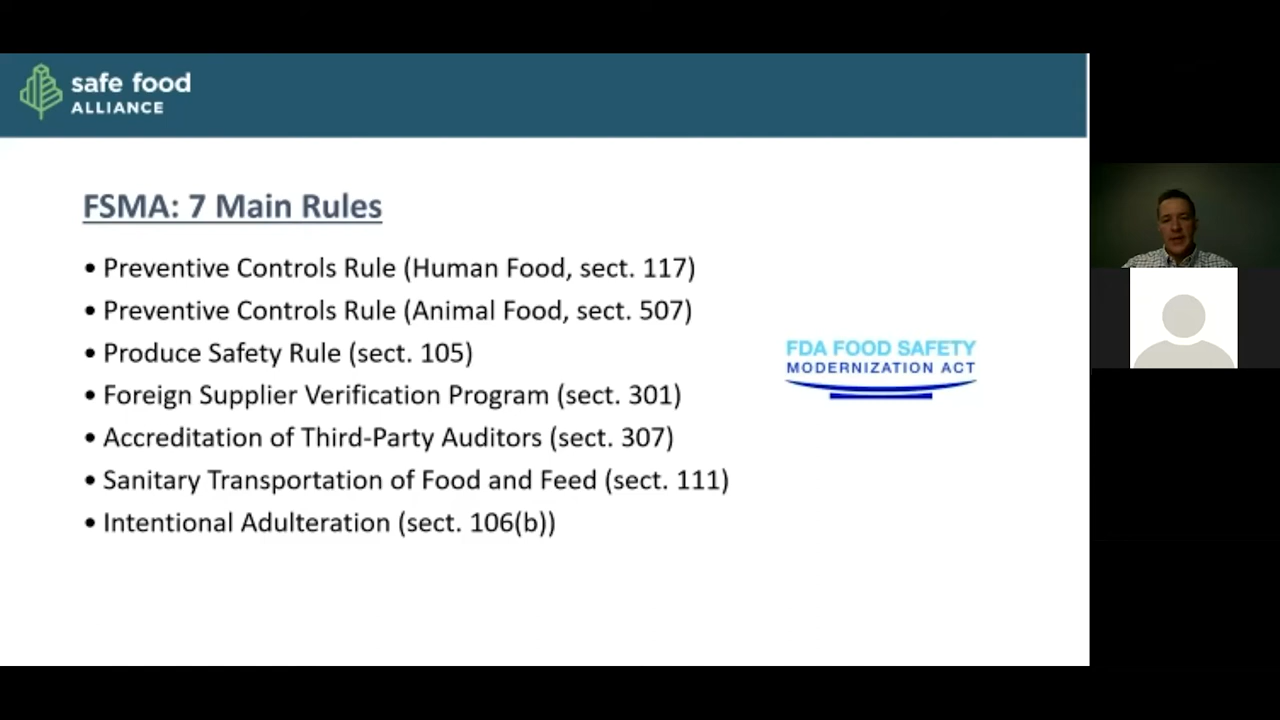 safe food
ALLIANCE
FSMA: 7 Main Rules
• Preventive Controls Rule (Human Food, sect. 117)
• Preventive Controls Rule (Animal Food, sect. 507)
• Produce Safety Rule (sect. 105)
• Foreign Supplier Verification Program (sect. 301)
• Accreditation of Third-Party Auditors (sect. 307)
• Sanitary Transportation of Food and Feed (sect. 111)
• Intentional Adulteration (sect. 106(b))
FDA FOOD SAFETY
MODERNIZATION ACT